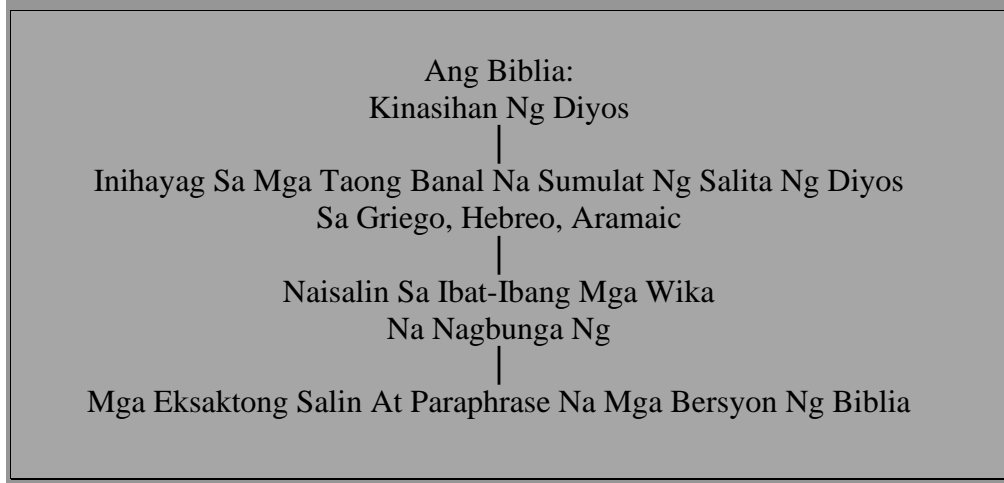 Ang Biblia:
Kinasihan Ng Diyos
Inihayag Sa Mga Taong Banal Na Sumulat Ng Salita Ng Diyos
Sa Griego, Hebreo, Aramaic
Naisalin Sa Ibat-Ibang Mga Wika
Na Nagbunga Ng
Mga Eksaktong Salin At Paraphrase Na Mga Bersyon Ng Biblia